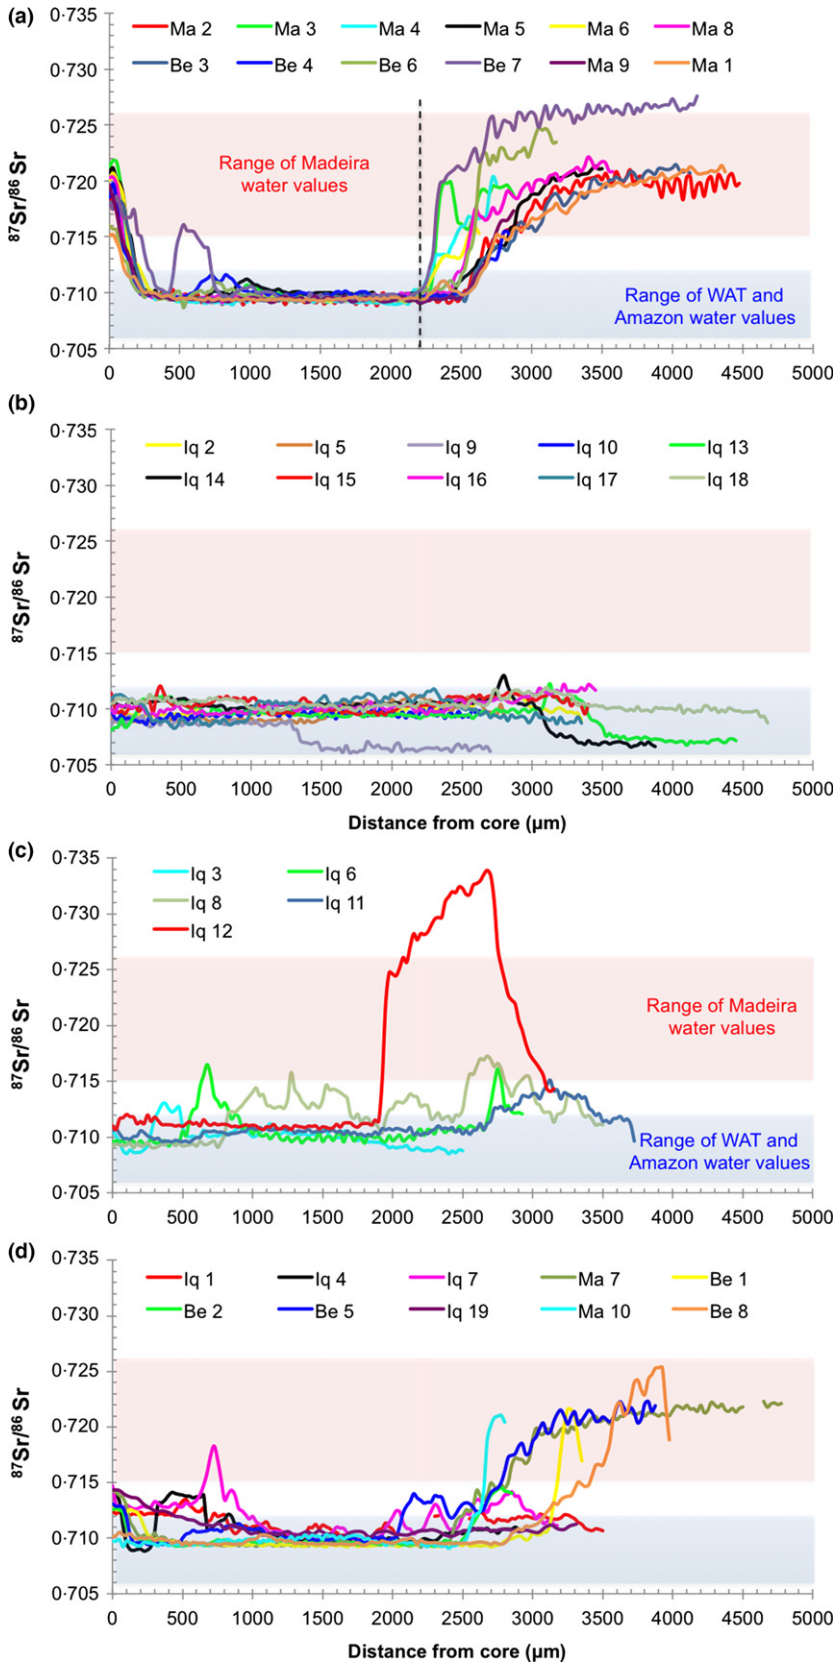 (a)
0·735
0·730
0·725
0·720
0·715
0·710
0·705
87Sr/86 Sr
Ma 2 Ma 3 Ma 4 Ma 5 Ma 6 Ma 8
Be 3 Be 4 Be 6 Be 7 Ma 9 Ma 1
Range of Madeira
water values
Range of WAT and
Amazon water values
0 500 1000 1500 2000 2500 3000 3500 4000 4500 5000
(b)
0·735
0·730
0·725
0·720
0·715
0·710
0·705
87Sr/86 Sr
Iq 2 Iq 5 Iq 9 Iq 10 Iq 13
Iq 14 Iq 15 Iq 16 Iq 17 Iq 18
0 500 1000 1500 2000 2500 3000 3500 4000 4500 5000
Distance from core (µm)
(c)
0·735
0·730
0·725
0·720
0·715
0·710
0·705
87Sr/86 Sr
Iq 3 Iq 6
Iq 8 Iq 11
Iq 12
Range of Madeira
water values
Range of WAT and
Amazon water values
0 500 1000 1500 2000 2500 3000 3500 4000 4500 5000
(d)
0·735
0·730
0·725
0·720
0·715
0·710
0·705
87Sr/86 Sr
Iq 1 Iq 4 Iq 7 Ma 7 Be 1
Be 2 Be 5 Iq 19 Ma 10 Be 8
0 500 1000 1500 2000 2500 3000 3500 4000 4500 5000
Distance from core (µm)